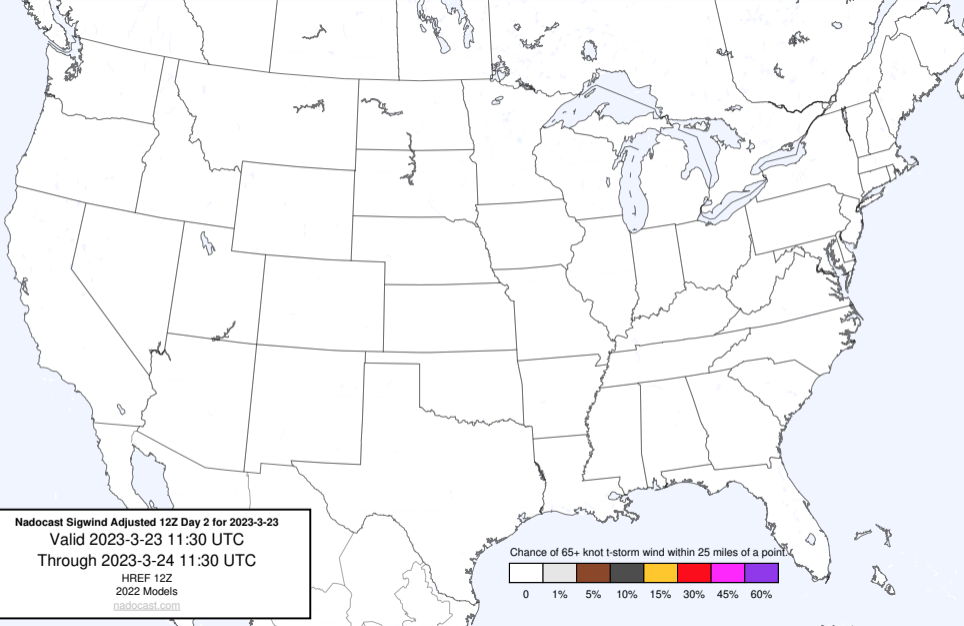 Nadocast Sigwind Adjusted 12Z Day 2 for 2023-3-23
Valid 2023-3-23 11:30 UTC
Through 2023-3-24 11:30 UTC
HREF 12Z
2022 Models
nadocast.com
Chance of 65+ knot t-storm wind within 25 miles of a point.
0 1% 5% 10% 15% 30% 45% 60%